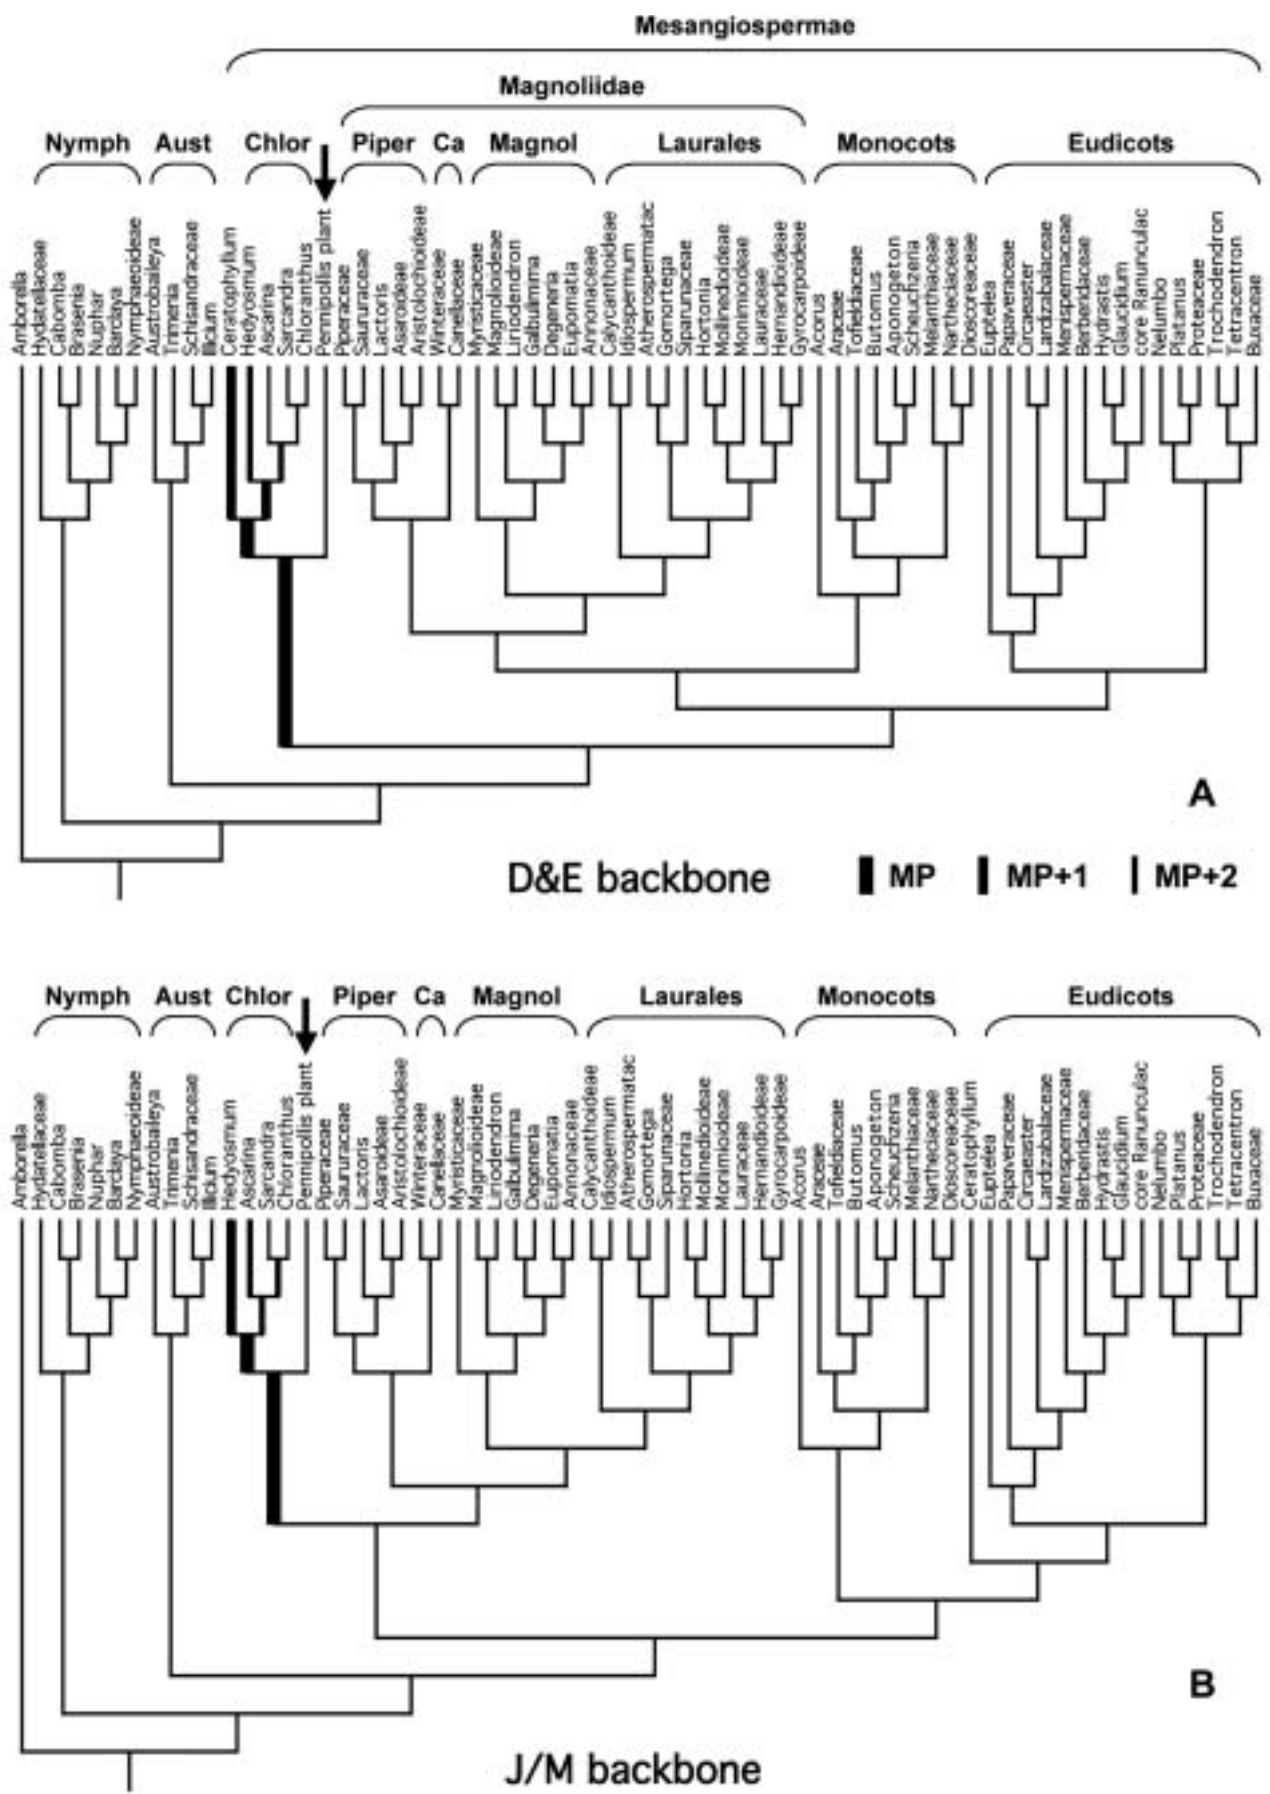 Mesangiospermae
Magnoliidae
Nymph Aust Chlor Piper Ca Magnol Laurales Monocots Eudicots
Amborella
Hydatellaceae
Cabomba
Brasenia
Nuphar
Barclaya
Nymphaeoideae
Austrobaileya
Trimenia
Schisandraceae
Illicium
Ceratophyllum
Hedyosmum
Ascarina
Sarcandra
Chloranthus
Pennipollis plant
Piperaceae
Saururaceae
Lactoris
Asaroideae
Aristolochioideae
Winteraceae
Canellaceae
Myristicaceae
Magnolioideae
Liriodendron
Galbulimima
Degeneria
Eupomatia
Annonaceae
Calycanthoideae
Idiospermum
Atherospermatac
Gomortega
Siparunaceae
Hortonia
Mollinedioideae
Monimioideae
Lauraceae
Hernandioideae
Gyrocarpoideae
Acorus
Araceae
Tofieldiaceae
Butomus
Aponogeton
Scheuchzeria
Melanthiaceae
Nartheciaceae
Dioscoreaceae
Euptelea
Papaveraceae
Circaeaster
Lardizabalaceae
Menispermaceae
Berberidaceae
Hydrastis
Glaucidium
core Ranunculac
Nelumbo
Platanus
Proteaceae
Trochodendron
Tetracentron
Buxaceae
A
D&E backbone MP MP+1 MP+2
Nymph Aust Chlor Piper Ca Magnol Laurales Monocots Eudicots
Amborella
Hydatellaceae
Cabomba
Brasenia
Nuphar
Barclaya
Nymphaeoideae
Austrobaileya
Trimenia
Schisandraceae
Illicium
Hedyosmum
Ascarina
Sarcandra
Chloranthus
Pennipollis plant
Piperaceae
Saururaceae
Lactoris
Asaroideae
Aristolochioideae
Winteraceae
Canellaceae
Myristicaceae
Magnolioideae
Liriodendron
Galbulimima
Degeneria
Eupomatia
Annonaceae
Calycanthoideae
Idiospermum
Atherospermatac
Gomortega
Siparunaceae
Hortonia
Mollinedioideae
Monimioideae
Lauraceae
Hernandioideae
Gyrocarpoideae
Acorus
Araceae
Tofieldiaceae
Butomus
Aponogeton
Scheuchzeria
Melanthiaceae
Nartheciaceae
Dioscoreaceae
Ceratophyllum
Euptelea
Papaveraceae
Circaeaster
Lardizabalaceae
Menispermaceae
Berberidaceae
Hydrastis
Glaucidium
core Ranunculac
Nelumbo
Platanus
Proteaceae
Trochodendron
Tetracentron
Buxaceae
B
J/M backbone